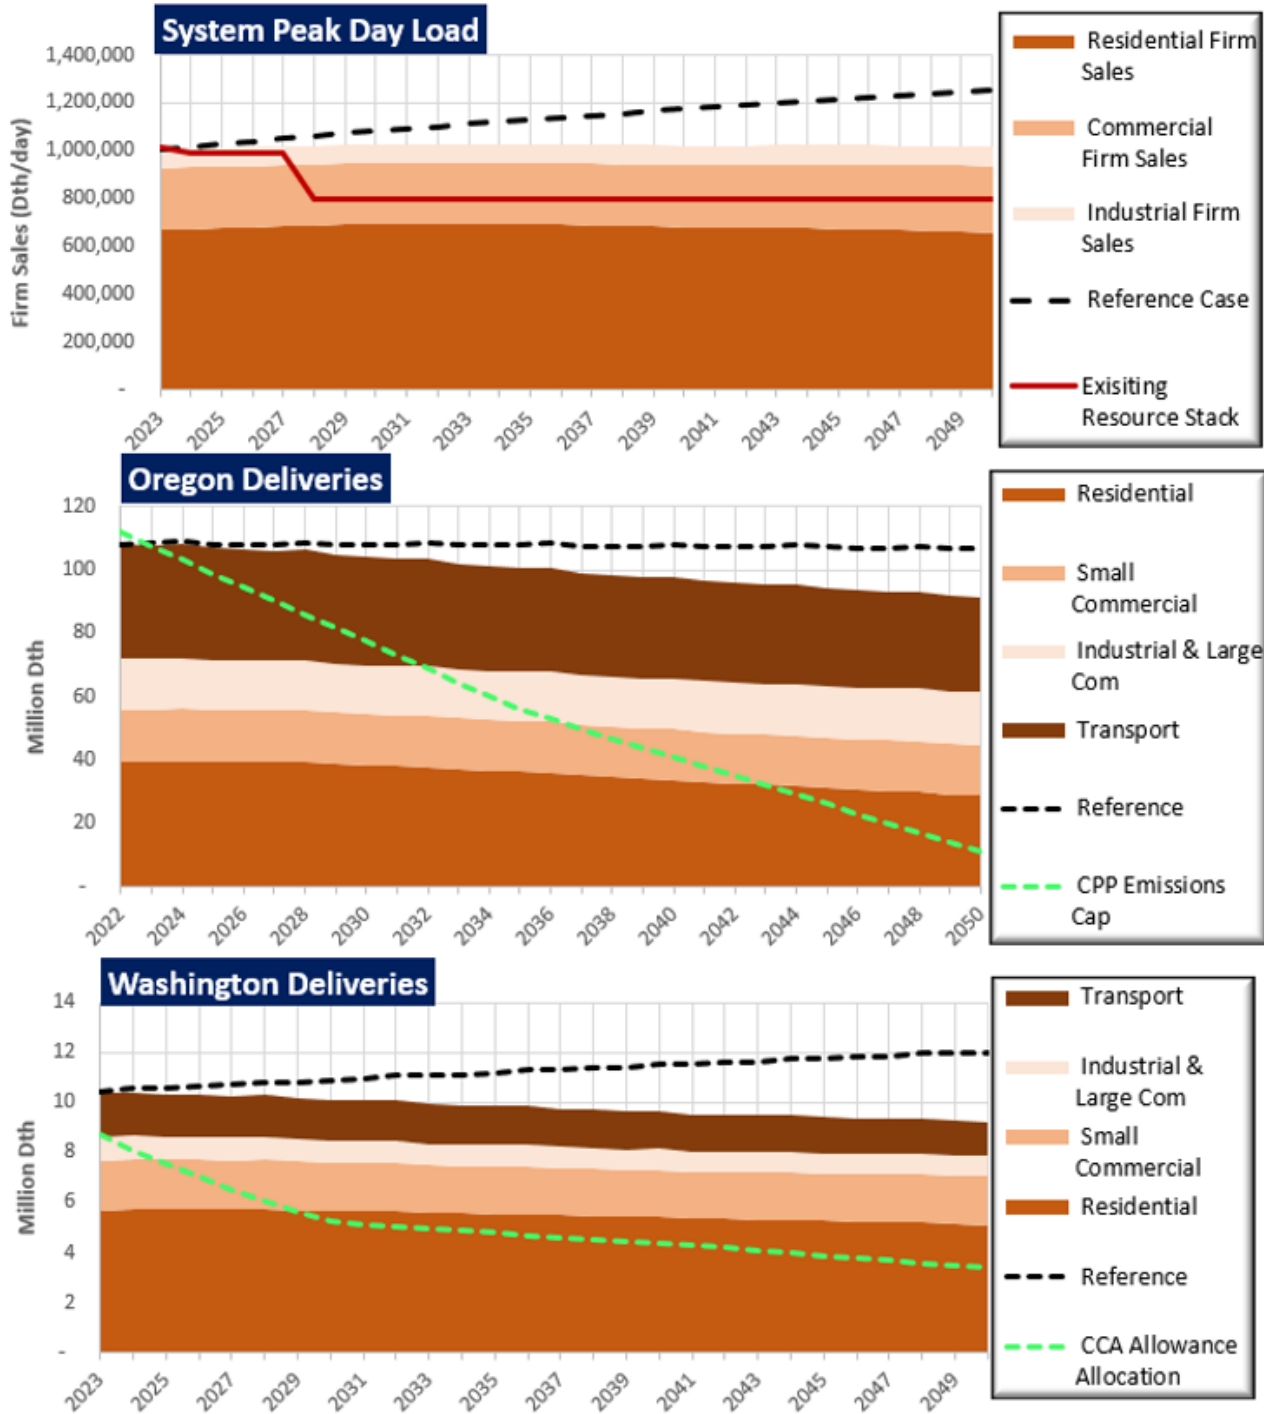 System Peak Day Load
Firm Sales (Dth/day)
1,400,000
1,200,000
1,000,000
800,000
600,000
400,000
200,000
-
2023
2025
2027
2029
2031
2033
2035
2037
2039
2041
2043
2045
2047
2049
Residential Firm
Sales
Commercial
Firm Sales
Industrial Firm
Sales
Reference Case
Exisiting
Resource Stack
Oregon Deliveries
Million Dth
120
100
80
60
40
20
-
2022
2024
2026
2028
2030
2032
2034
2036
2038
2040
2042
2044
2046
2048
2050
Residential
Small
Commercial
Industrial & Large
Com
Transport
Reference
CPP Emissions
Cap
Washington Deliveries
Million Dth
14
12
10
8
6
4
2
-
2023
2025
2027
2029
2031
2033
2035
2037
2039
2041
2043
2045
2047
2049
Transport
Industrial &
Large Com
Small
Commercial
Residential
Reference
CCA Allowance
Allocation